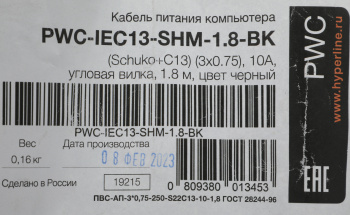 Кабель питания компьютера
PWC-IEC13-SHM-1.8-BK
(Schuko+C13) (3x0.75), 10A,
угловая вилка, 1.8 м, цвет черный
PWC-IEC13-SHM-1.8-BK
Вес
Дата производства
0,16 кг
08 ФЕВ 2023
Сделано в России
19215
0 809380 013453
ПВС-АП-3*0,75-250-S22С13-10-1,8 ГОСТ 28244-96
PWC
www.hyperline.ru
EAC